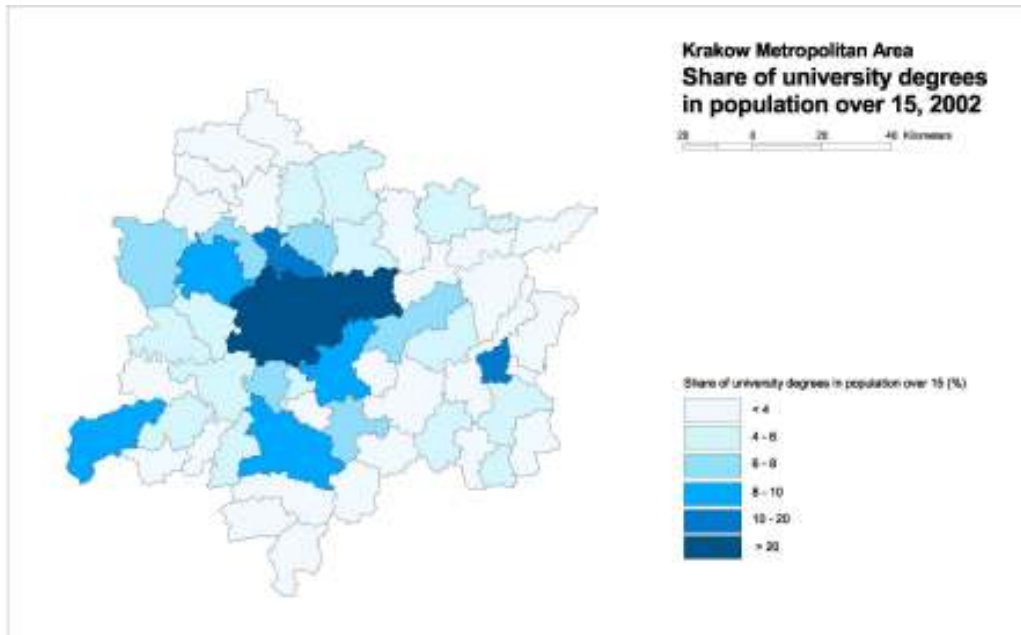 Krakow Metropolitan Area
Share of university degrees
in population over 15, 2002
20 0 20 40 Kilometers
Share of university degrees in population over 15 (%)
< 4
4 - 6
6 - 8
8 - 10
10 - 20
> 20